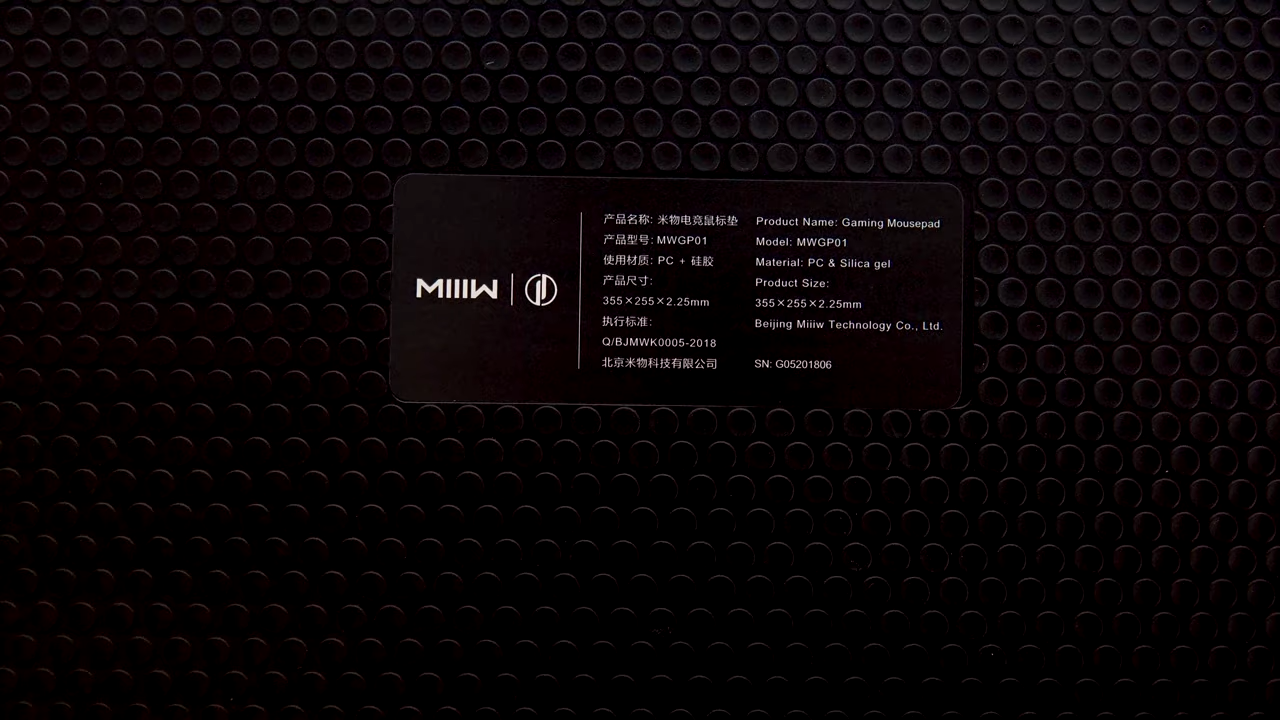 MIIIW
产品名称: 米物电竞鼠标垫
产品型号: MWGP01
使用材质: PC + 硅胶
产品尺寸:
355×255×2.25mm
执行标准:
Q/BJMWK0005-2018
北京米物科技有限公司
Product Name: Gaming Mousepad
Model: MWGP01
Material: PC & Silica gel
Product Size:
355×255×2.25mm
Beijing Miiiw Technology Co., Ltd.
SN: G05201806